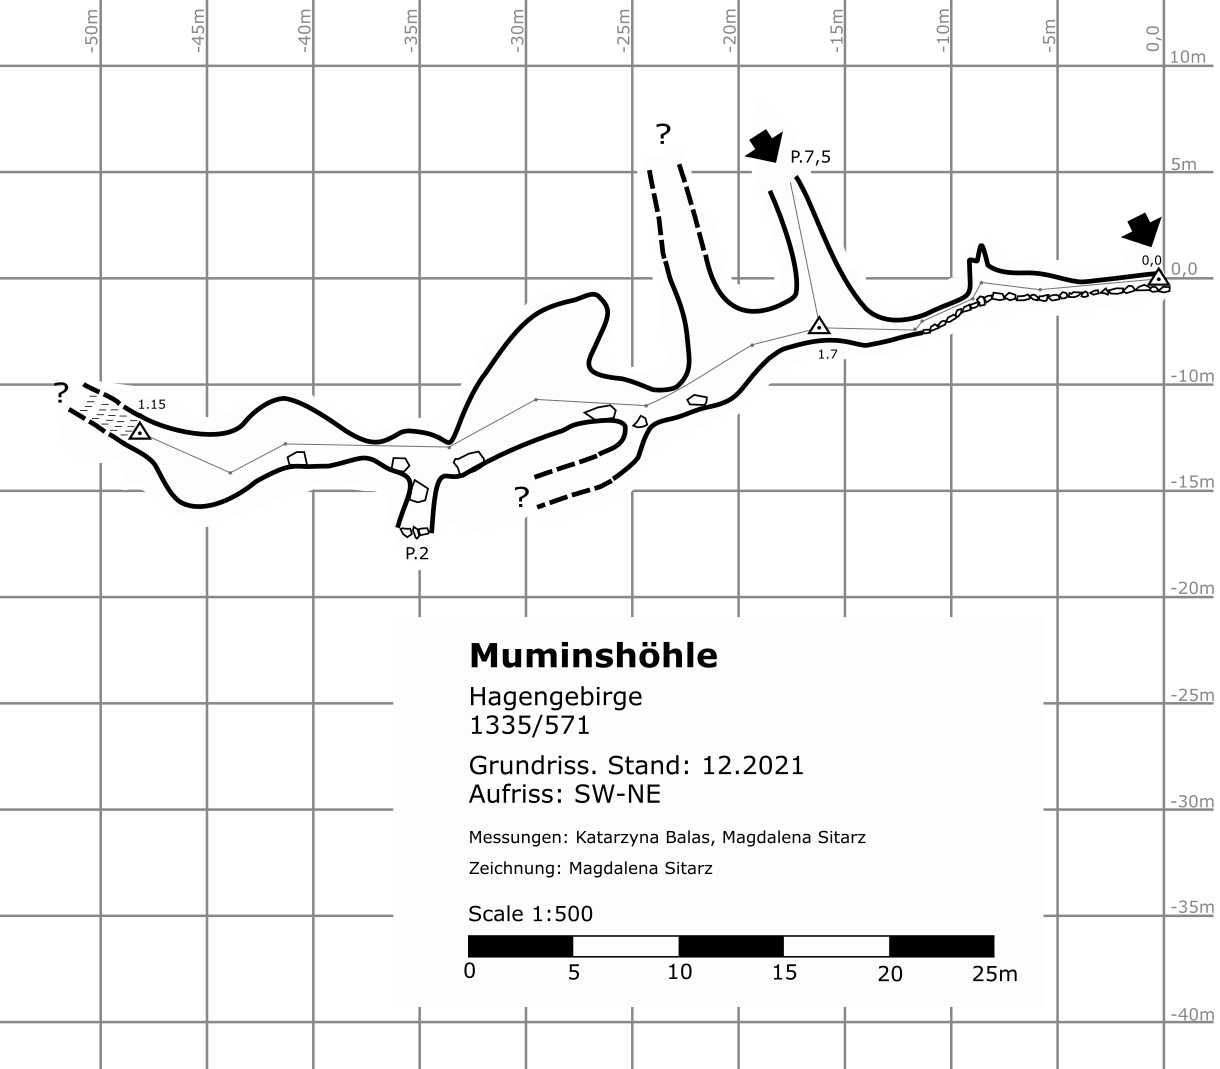 -50m -45m -40m -35m -30m -25m -20m -15m -10m -5m 0,0
10m
?
P.7,5
5m
0,0
0,0
1.7
?
1.15
-10m
?
-15m
P.2
-20m
Muminshöhle
Hagengebirge
1335/571
-25m
Grundriss. Stand: 12.2021
Aufriss: SW-NE
-30m
Messungen: Katarzyna Balas, Magdalena Sitarz
Zeichnung: Magdalena Sitarz
Scale 1:500
-35m
0 5 10 15 20 25m
-40m